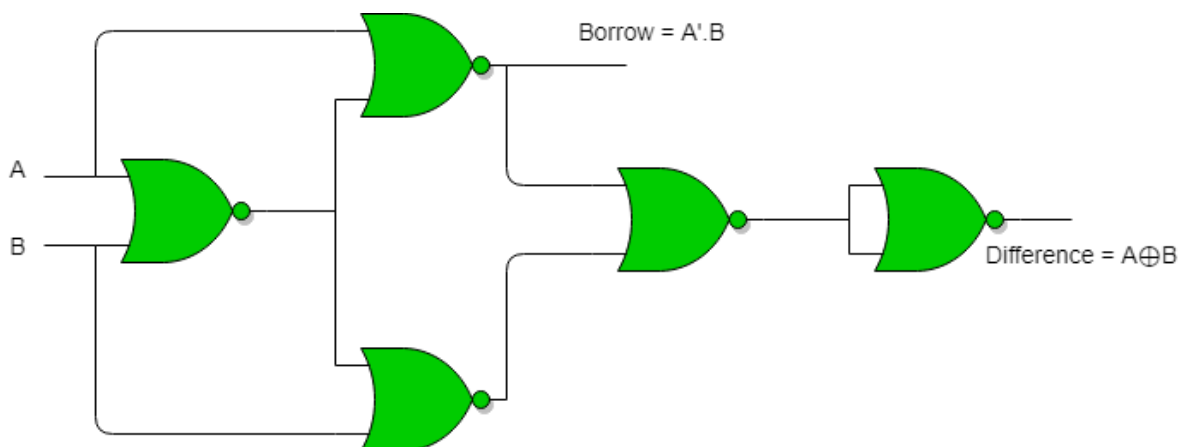 Borrow = A'.B
A
B
Difference = A⊕B